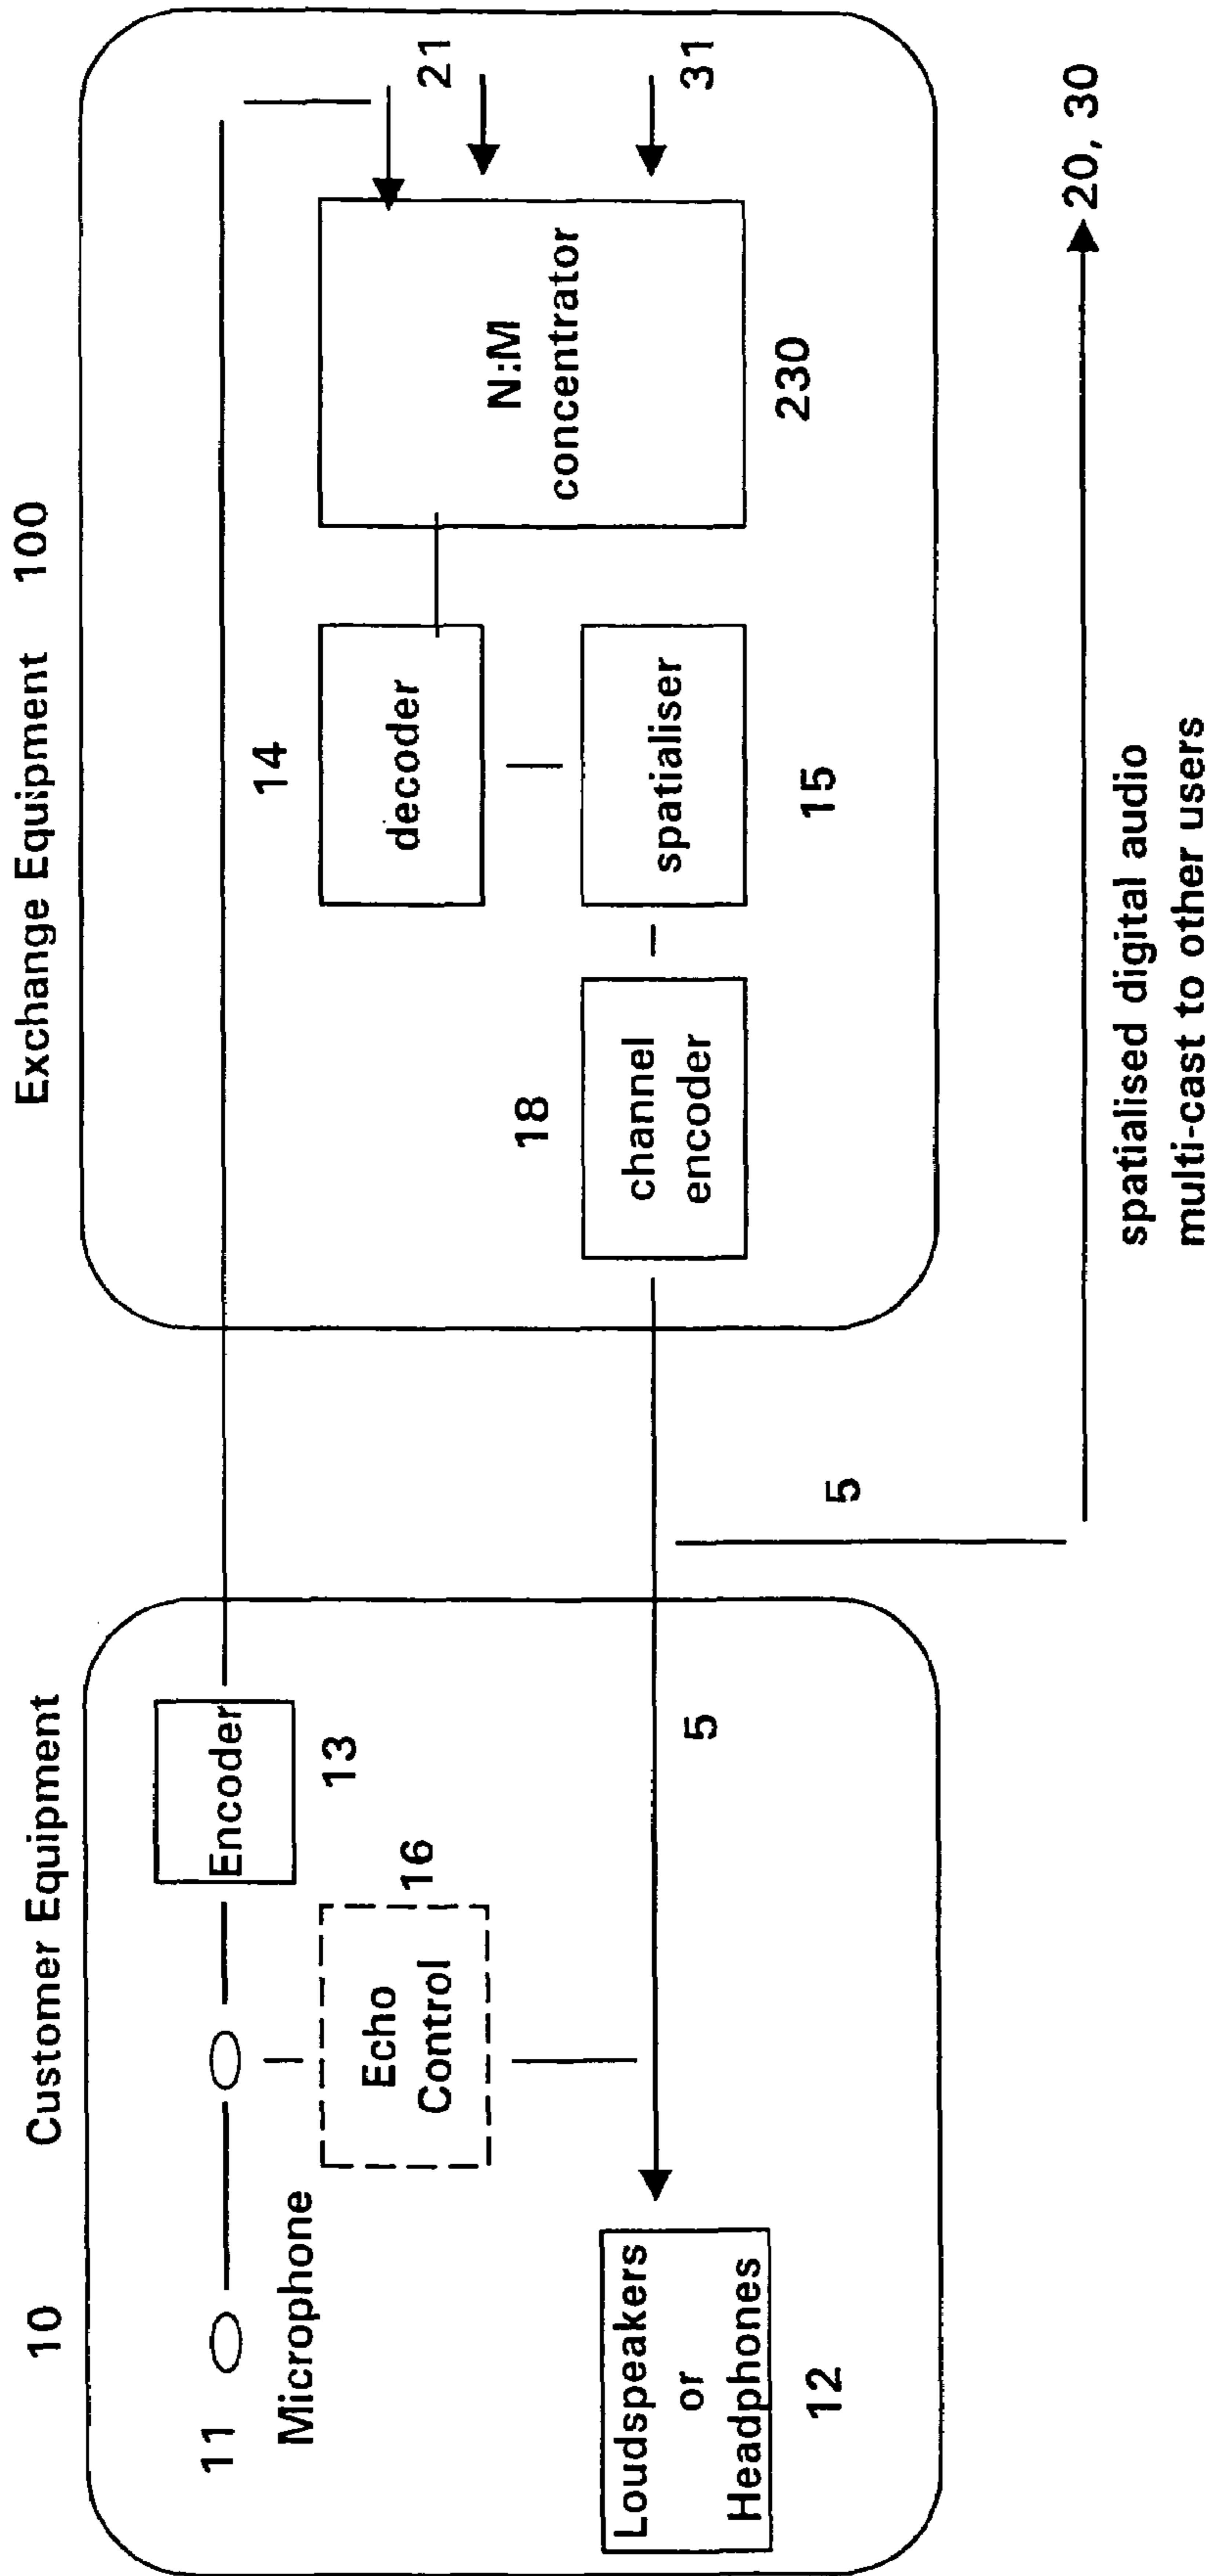 10 Customer Equipment
11
Microphone
Encoder
13
Echo
Control
16
Loudspeakers
or
Headphones
12
5
5
Exchange Equipment 100
14
decoder
N:M
concentrator
230
21
31
18
channel
encoder
spatialiser
15
20, 30
spatialised digital audio
multi-cast to other users